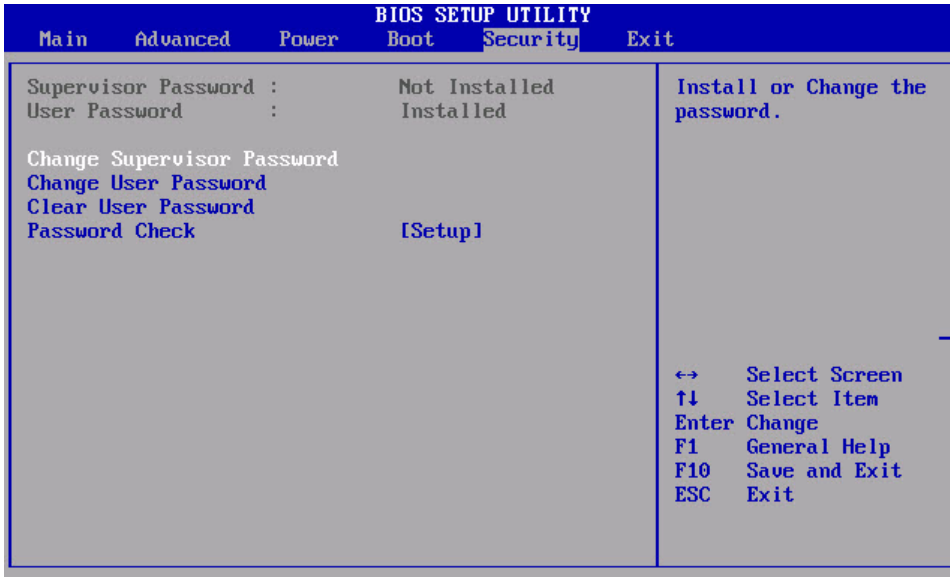 BIOS SETUP UTILITY
Main Advanced Power Boot Security Exit
Supervisor Password : Not Installed
User Password : Installed
Change Supervisor Password
Change User Password
Clear User Password
Password Check [Setup]
Install or Change the
password.
←→ Select Screen
↑↓ Select Item
Enter Change
F1 General Help
F10 Save and Exit
ESC Exit